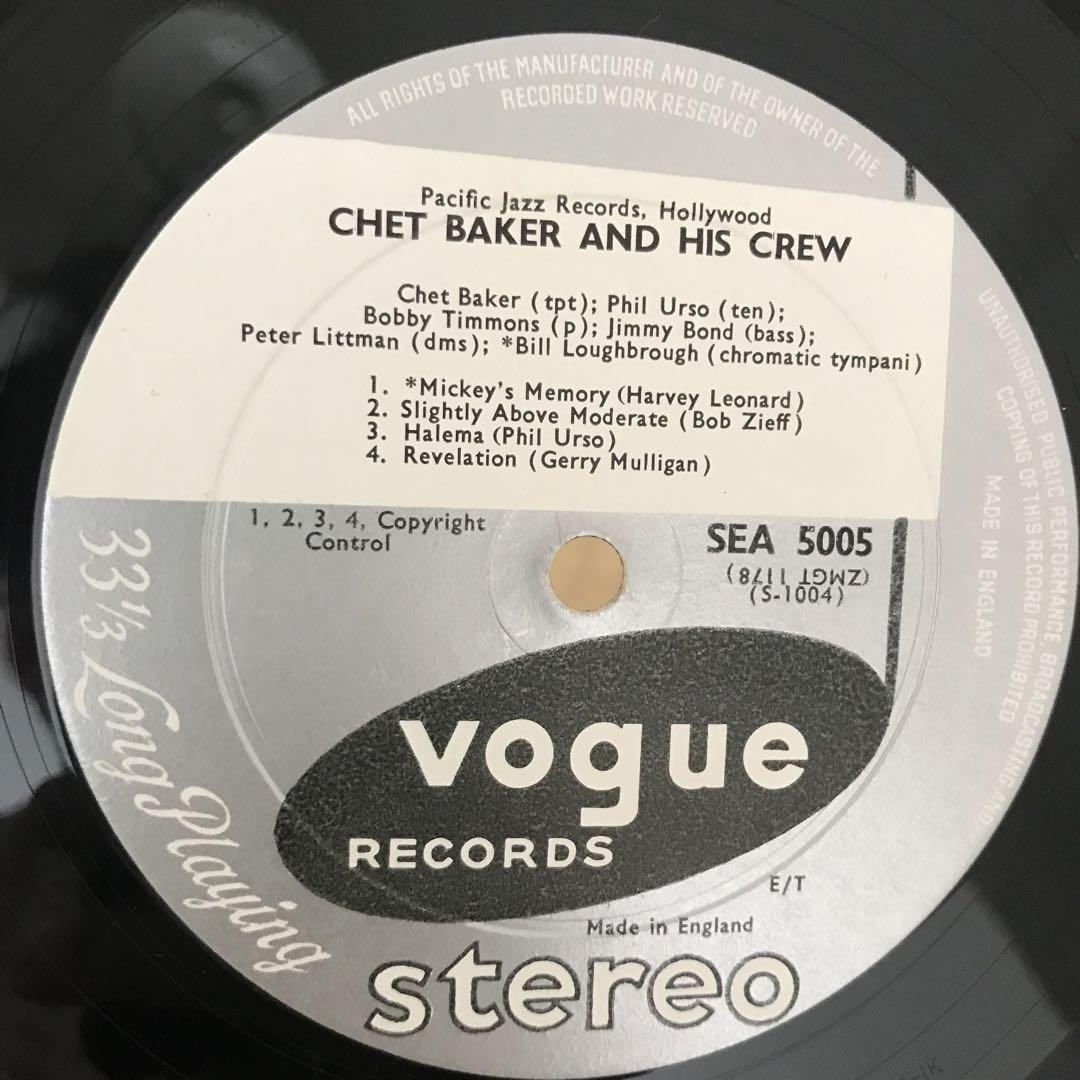 ALL RIGHTS OF THE MANUFACTURER AND OF THE OWNER OF THE
RECORDED WORK RESERVED
Pacific Jazz Records, Hollywood
CHET BAKER AND HIS CREW
Chet Baker (tpt); Phil Urso (ten);
Bobby Timmons (p); Jimmy Bond (bass);
Peter Littman (dms); *Bill Loughbrough (chromatic tympani)
1. *Mickey's Memory (Harvey Leonard)
2. Slightly Above Moderate (Bob Zieff)
3. Halema (Phil Urso)
4. Revelation (Gerry Mulligan)
1, 2, 3, 4, Copyright
Control
SEA 5005
(ZMGT 1178)
(S-1004)
UNAUTHORISED PUBLIC PERFORMANCE, BROADCASTING AND
COPYING OF THIS RECORD PROHIBITED
MADE IN ENGLAND
33⅓ Long Playing
vogue
RECORDS
E/T
Made in England
stereo